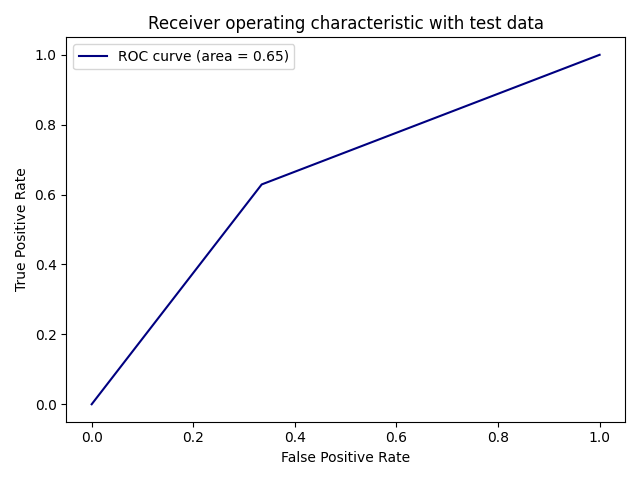 Receiver operating characteristic with test data
ROC curve (area = 0.65)
True Positive Rate
1.0
0.8
0.6
0.4
0.2
0.0
0.0 0.2 0.4 0.6 0.8 1.0
False Positive Rate